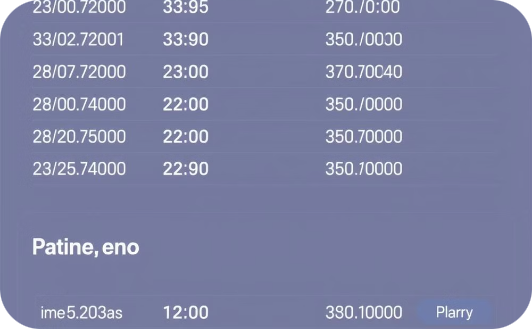 23/00.72000 33:95 270./0:00
33/02.72001 33:90 350./0000
28/07.72000 23:00 370.70C40
28/00.74000 22:00 350./0000
28/20.75000 22:00 350.70000
23/25.74000 22:90 350.10000
Patine, eno
ime5.203as 12:00 380.10000 Plarry